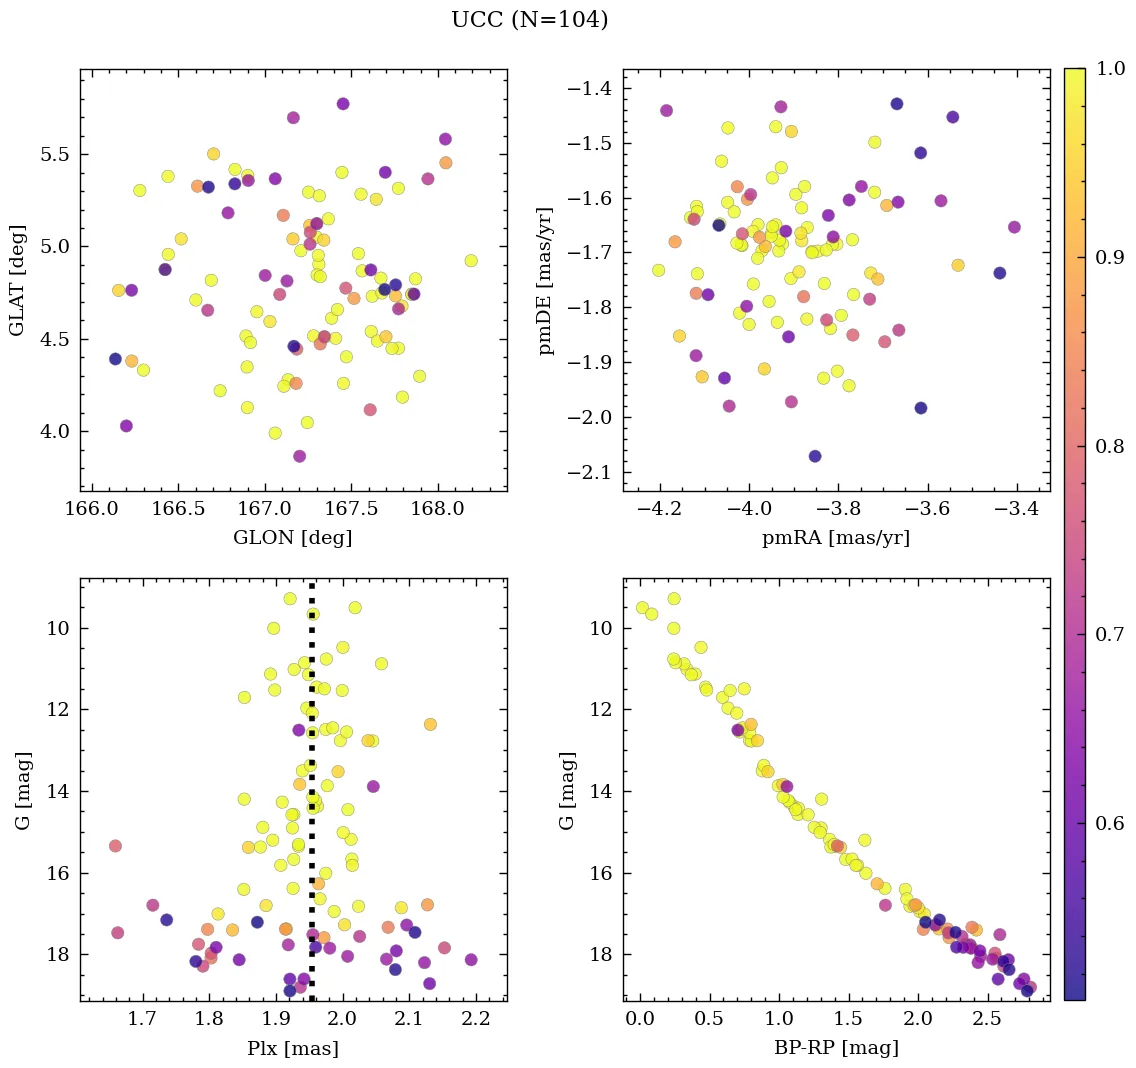 UCC (N=104)
5.5
5.0
4.5
4.0
GLAT [deg]
166.0 166.5 167.0 167.5 168.0
GLON [deg]
−1.4
−1.5
−1.6
−1.7
−1.8
−1.9
−2.0
−2.1
pmDE [mas/yr]
−4.2 −4.0 −3.8 −3.6 −3.4
pmRA [mas/yr]
10
12
14
16
18
G [mag]
1.7 1.8 1.9 2.0 2.1 2.2
Plx [mas]
10
12
14
16
18
G [mag]
0.0 0.5 1.0 1.5 2.0 2.5
BP-RP [mag]
1.0
0.9
0.8
0.7
0.6